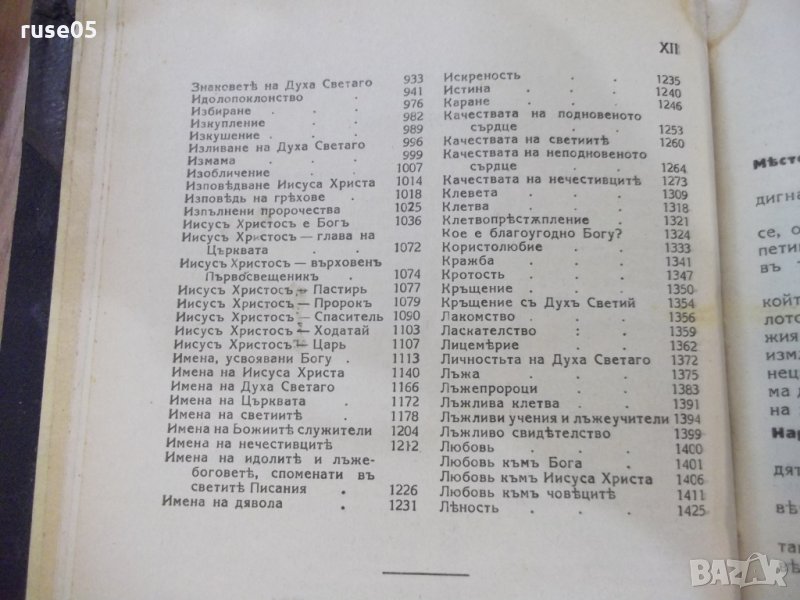 ruse05
XII
Знаковетѣ на Духа Светаго 933
Идолопоклонство . 941
Избиране . . 976
Изкупление . . 982
Изкушение . . 989
Изливане на Духа Светаго 996
Измама . . 999
Изобличение . . 1007
Изповѣдване Иисуса Христа 1014
Изповѣдь на грѣхове . 1018
Изпълнени пророчества 1025
Иисусъ Христосъ е Богъ 1036
Иисусъ Христосъ — глава на
Църквата . . 1072
Иисусъ Христосъ — върховенъ
Първосвещеникъ . 1074
Иисусъ Христосъ — Пастирь 1077
Иисусъ Христосъ — Пророкъ 1079
Иисусъ Христосъ — Спаситель 1090
Иисусъ Христосъ — Ходатай 1103
Иисусъ Христосъ — Царь 1107
Имена, усвоявани Богу . 1113
Имена на Иисуса Христа 1140
Имена на Духа Светаго 1166
Имена на Църквата . 1172
Имена на светиитѣ . 1178
Имена на Божиитѣ служители 1204
Имена на нечестивцитѣ 1212
Имена на идолитѣ и лъже-
боговетѣ, споменати въ
светитѣ Писания . 1226
Имена на дявола . 1231
Искреность . . 1235
Истина . . . 1240
Каране . . . 1246
Качествата на подновеното
сърдце . . 1253
Качествата на светиитѣ 1260
Качествата на неподновеното
сърдце . . 1264
Качествата на нечестивцитѣ 1273
Клевета . . . 1309
Клетва . . . 1318
Клетвопрѣстѫпление . 1321
Кое е благоугодно Богу? 1324
Користолюбие . . 1333
Кражба . . . 1341
Кротость . . . 1347
Кръщение . . . 1350
Кръщение съ Духъ Светий 1354
Лакомство . . 1356
Ласкателство : : 1359
Лицемѣрие . . 1362
Личностьта на Духа Светаго 1372
Лъжа . . . 1375
Лъжепророци . . 1383
Лъжлива клетва . . 1391
Лъжливи учения и лъжеучители 1394
Лъжливо свидѣтелство . 1399
Любовь . . . 1400
Любовь къмъ Бога . 1401
Любовь къмъ Иисуса Христа 1406
Любовь къмъ човѣцитѣ 1411
Лѣность . . . 1425
Мѣсто
дигна
се, о
пети
въ
който
лото
жия
изм
нец
ма д
на
На
дят
вѣ
та
BAZAR